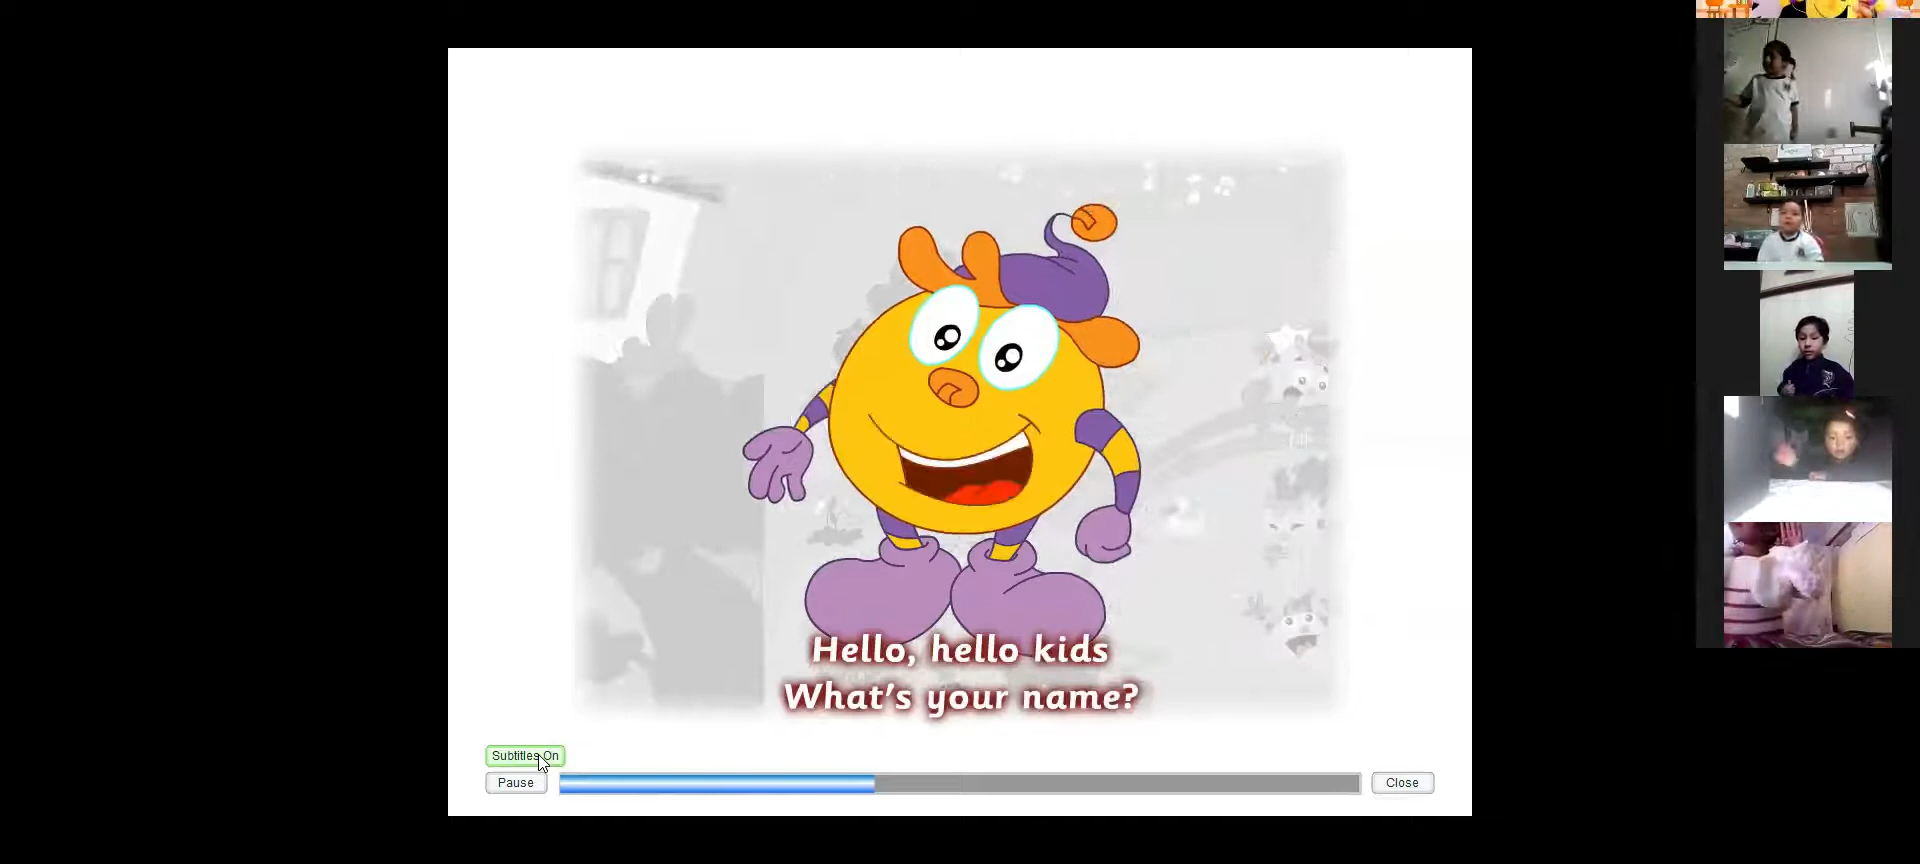 Hello, hello kids
What's your name?
Subtitles On
Pause
Close